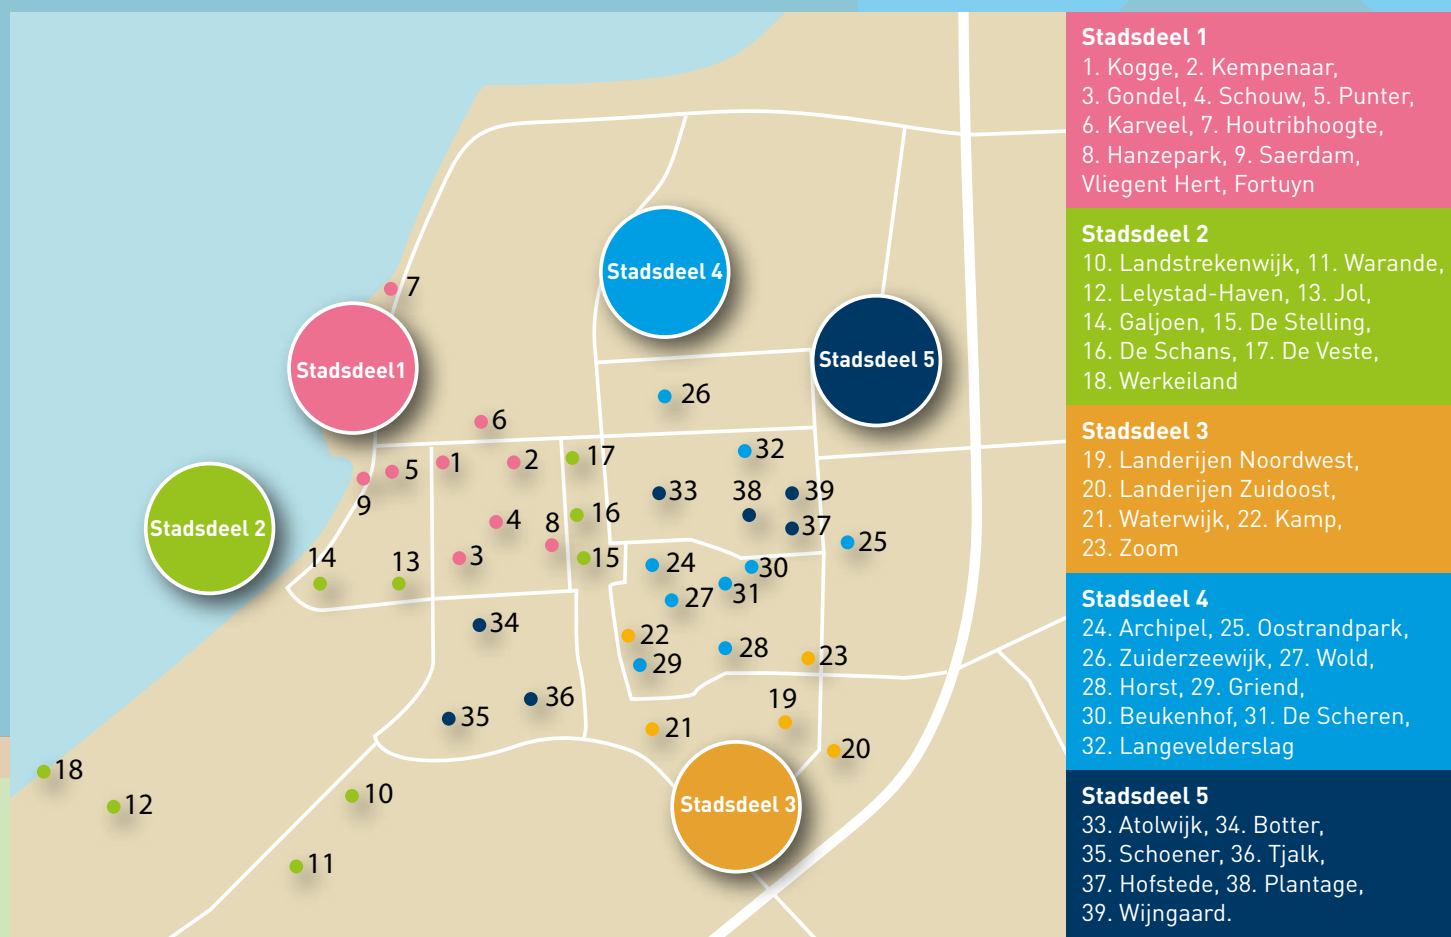 7
Stadsdeel 4
Stadsdeel 5
Stadsdeel1
26
6
32
17
5
1
2
9
33
38
39
4
16
8
37
25
14
13
3
15
24
30
31
27
34
22
28
29
23
36
35
19
21
20
Stadsdeel 2
18
12
10
11
Stadsdeel 3
Stadsdeel 1
1. Kogge, 2. Kempenaar,
3. Gondel, 4. Schouw, 5. Punter,
6. Karveel, 7. Houtribhoogte,
8. Hanzepark, 9. Saerdam,
Vliegent Hert, Fortuyn
Stadsdeel 2
10. Landstrekenwijk, 11. Warande,
12. Lelystad-Haven, 13. Jol,
14. Galjoen, 15. De Stelling,
16. De Schans, 17. De Veste,
18. Werkeiland
Stadsdeel 3
19. Landerijen Noordwest,
20. Landerijen Zuidoost,
21. Waterwijk, 22. Kamp,
23. Zoom
Stadsdeel 4
24. Archipel, 25. Oostrandpark,
26. Zuiderzeewijk, 27. Wold,
28. Horst, 29. Griend,
30. Beukenhof, 31. De Scheren,
32. Langevelderslag
Stadsdeel 5
33. Atolwijk, 34. Botter,
35. Schoener, 36. Tjalk,
37. Hofstede, 38. Plantage,
39. Wijngaard.